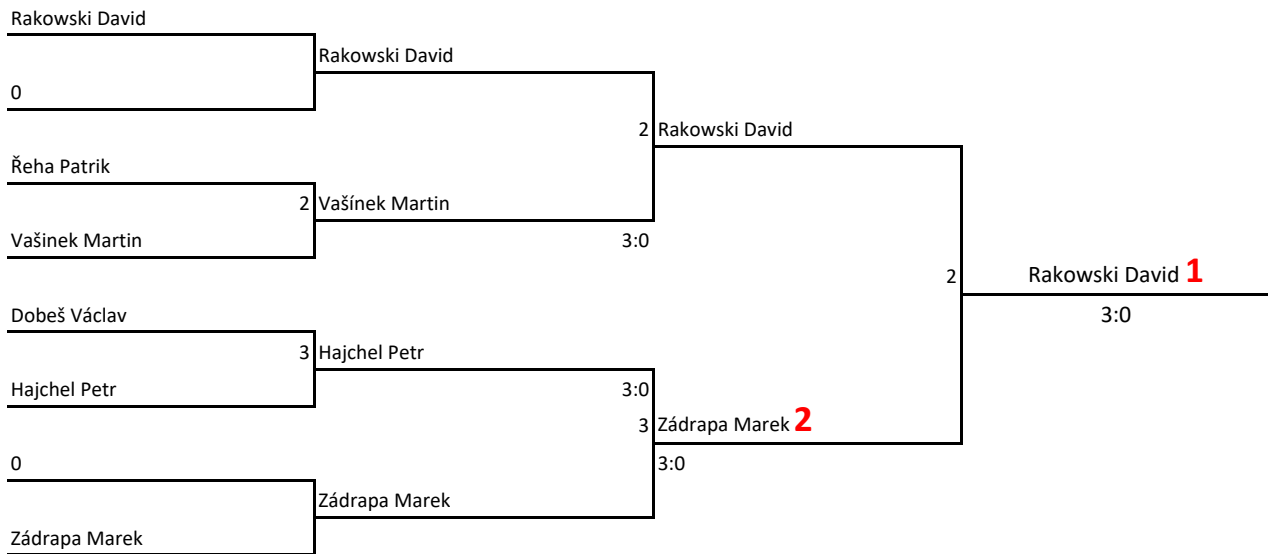 Rakowski David
Rakowski David
0
2 Rakowski David
Řeha Patrik
2 Vašínek Martin
Vašinek Martin
3:0
2 Rakowski David 1
3:0
Dobeš Václav
3 Hajchel Petr
Hajchel Petr
3:0
3 Zádrapa Marek 2
0
3:0
Zádrapa Marek
Zádrapa Marek